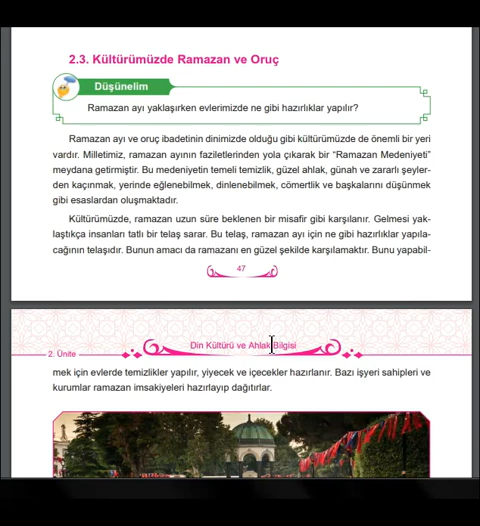 2.3. Kültürümüzde Ramazan ve Oruç
Düşünelim
Ramazan ayı yaklaşırken evlerimizde ne gibi hazırlıklar yapılır?
Ramazan ayı ve oruç ibadetinin dinimizde olduğu gibi kültürümüzde de önemli bir yeri
vardır. Milletimiz, ramazan ayının faziletlerinden yola çıkarak bir “Ramazan Medeniyeti”
meydana getirmiştir. Bu medeniyetin temeli temizlik, güzel ahlak, günah ve zararlı şeyler-
den kaçınmak, yerinde eğlenebilmek, dinlenebilmek, cömertlik ve başkalarını düşünmek
gibi esaslardan oluşmaktadır.
Kültürümüzde, ramazan uzun süre beklenen bir misafir gibi karşılanır. Gelmesi yak-
laştıkça insanları tatlı bir telaş sarar. Bu telaş, ramazan ayı için ne gibi hazırlıklar yapıla-
cağının telaşıdır. Bunun amacı da ramazanı en güzel şekilde karşılamaktır. Bunu yapabil-
47
Din Kültürü ve Ahlak Bilgisi
2. Ünite
mek için evlerde temizlikler yapılır, yiyecek ve içecekler hazırlanır. Bazı işyeri sahipleri ve
kurumlar ramazan imsakiyeleri hazırlayıp dağıtırlar.